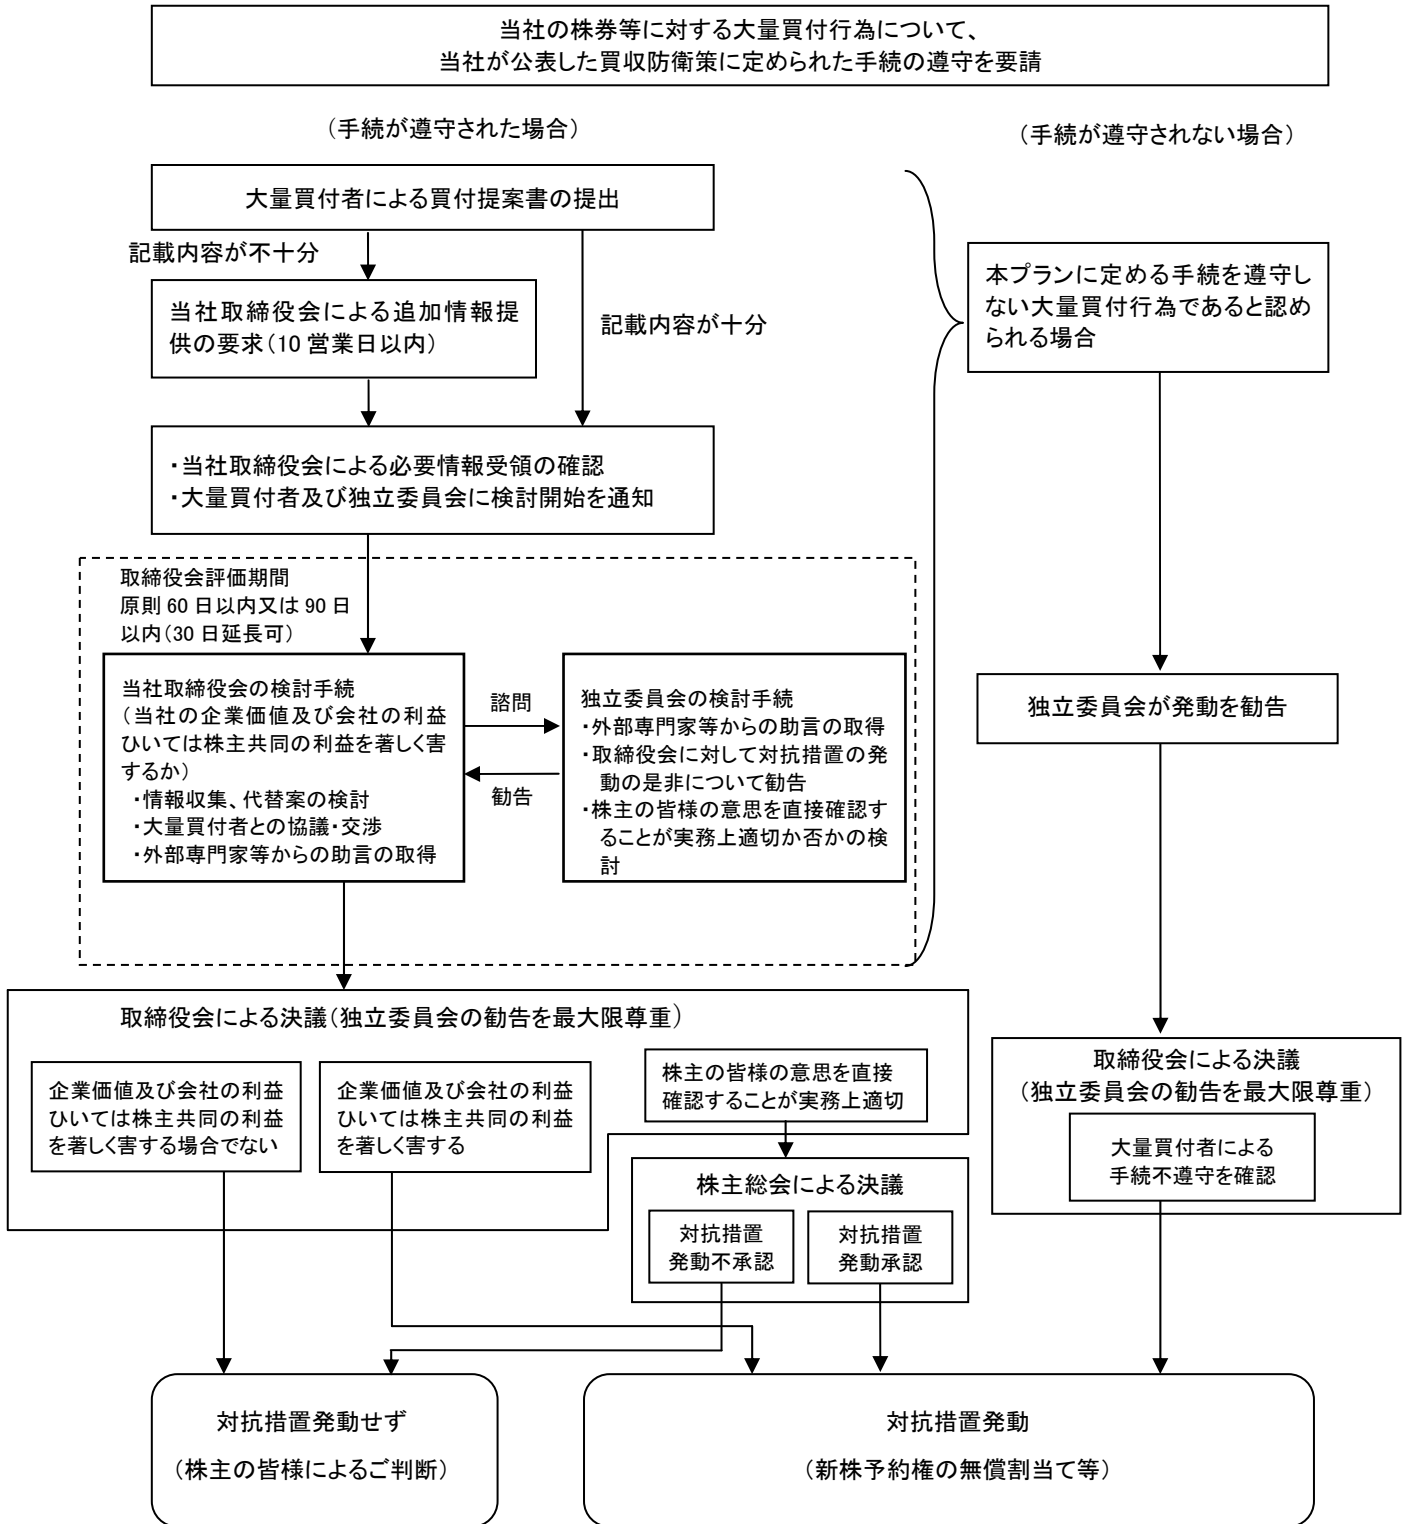 当社の株券等に対する大量買付行為について、
当社が公表した買収防衛策に定められた手続の遵守を要請
（手続が遵守された場合）
（手続が遵守されない場合）
大量買付者による買付提案書の提出
記載内容が不十分
当社取締役会による追加情報提
供の要求（10 営業日以内）
記載内容が十分
本プランに定める手続を遵守し
ない大量買付行為であると認め
られる場合
・当社取締役会による必要情報受領の確認
・大量買付者及び独立委員会に検討開始を通知
取締役会評価期間
原則 60 日以内又は 90 日
以内（30 日延長可）
当社取締役会の検討手続
（当社の企業価値及び会社の利益
ひいては株主共同の利益を著しく害
するか）
・情報収集、代替案の検討
・大量買付者との協議・交渉
・外部専門家等からの助言の取得
諮問
勧告
独立委員会の検討手続
・外部専門家等からの助言の取得
・取締役会に対して対抗措置の発
動の是非について勧告
・株主の皆様の意思を直接確認す
ることが実務上適切か否かの検
討
独立委員会が発動を勧告
取締役会による決議（独立委員会の勧告を最大限尊重）
企業価値及び会社の利益
ひいては株主共同の利益
を著しく害する場合でない
企業価値及び会社の利益
ひいては株主共同の利益
を著しく害する
株主の皆様の意思を直接
確認することが実務上適切
取締役会による決議
（独立委員会の勧告を最大限尊重）
大量買付者による
手続不遵守を確認
株主総会による決議
対抗措置
発動不承認
対抗措置
発動承認
対抗措置発動せず
（株主の皆様によるご判断）
対抗措置発動
（新株予約権の無償割当て等）